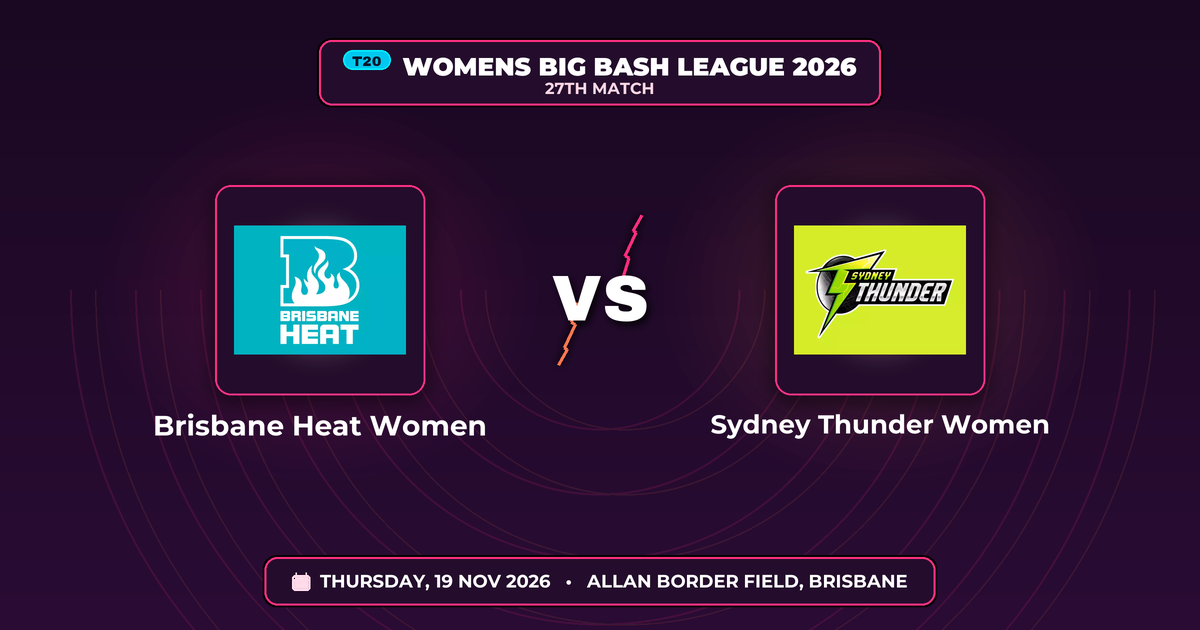 T20 WOMENS BIG BASH LEAGUE 2026
27TH MATCH
BRISBANE
HEAT
SYDNEY
THUNDER
VS
Brisbane Heat Women
Sydney Thunder Women
THURSDAY, 19 NOV 2026 • ALLAN BORDER FIELD, BRISBANE